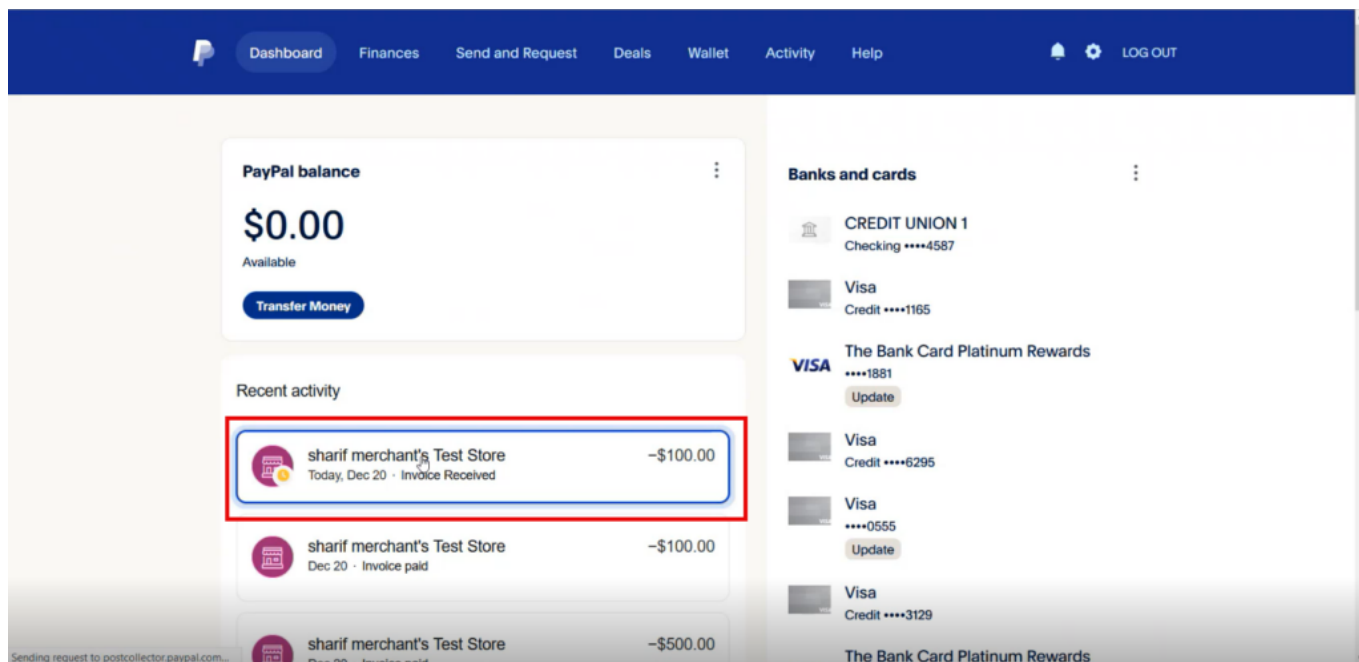 Dashboard Finances Send and Request Deals Wallet Activity Help LOG OUT
PayPal balance
$0.00
Available
Transfer Money
Recent activity
sharif merchant's Test Store −$100.00
Today, Dec 20 · Invoice Received
sharif merchant's Test Store −$100.00
Dec 20 · Invoice paid
sharif merchant's Test Store −$500.00
Dec 20 · Invoice paid
Banks and cards
CREDIT UNION 1
Checking ••••4587
Visa
Credit ••••1165
VISA
The Bank Card Platinum Rewards
••••1881
Update
Visa
Credit ••••6295
Visa
••••0555
Update
Visa
Credit ••••3129
The Bank Card Platinum Rewards
Sending request to postcollector.paypal.com...